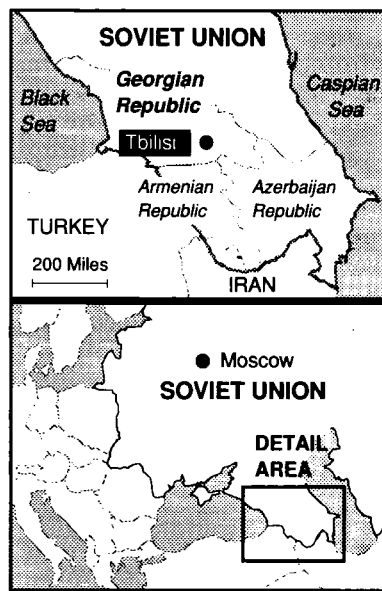 SOVIET UNION
Georgian
Republic
Black
Sea
Caspian
Sea
Tbilisi
Armenian
Republic
Azerbaijan
Republic
TURKEY
200 Miles
IRAN
Moscow
SOVIET UNION
DETAIL
AREA